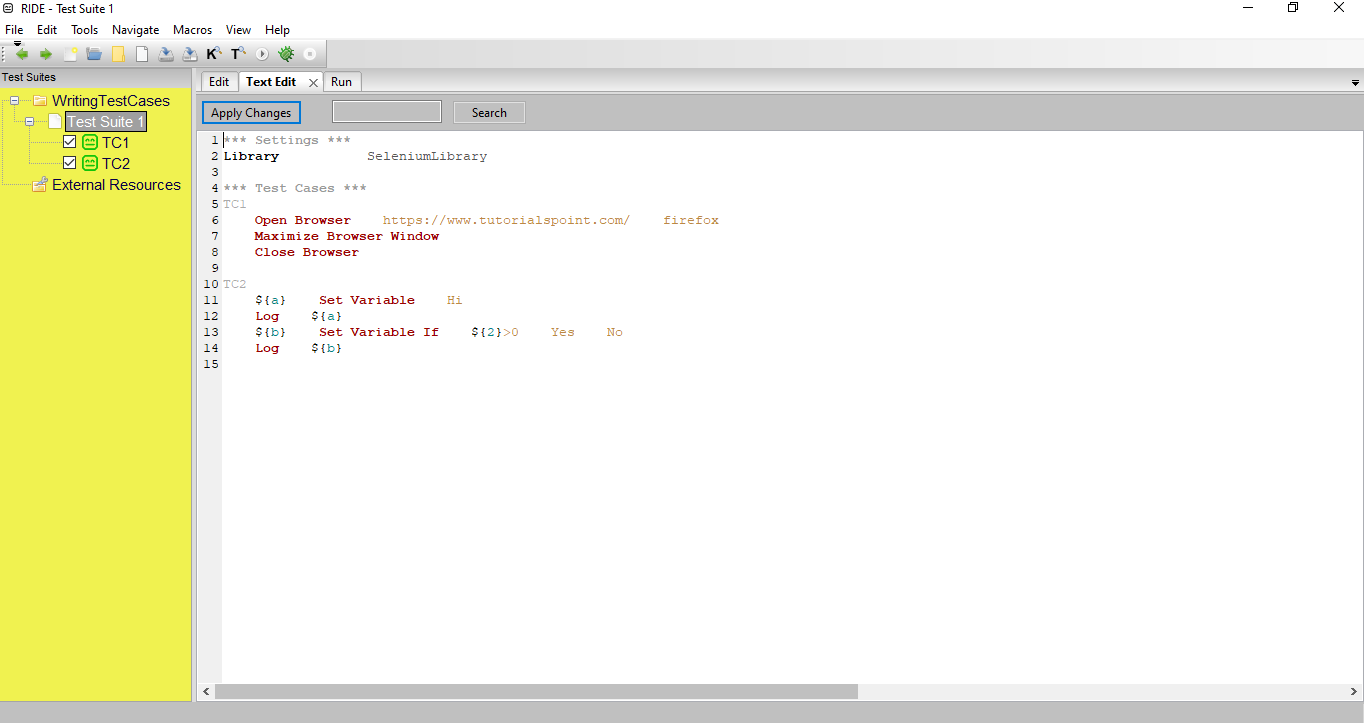 RIDE - Test Suite 1
File Edit Tools Navigate Macros View Help
K T
Test Suites
WritingTestCases
Test Suite 1
TC1
TC2
External Resources
Edit Text Edit Run
Apply Changes Search
1 *** Settings ***
2 Library SeleniumLibrary
3
4 *** Test Cases ***
5 TC1
6 Open Browser https://www.tutorialspoint.com/ firefox
7 Maximize Browser Window
8 Close Browser
9
10 TC2
11 ${a} Set Variable Hi
12 Log ${a}
13 ${b} Set Variable If ${2}>0 Yes No
14 Log ${b}
15